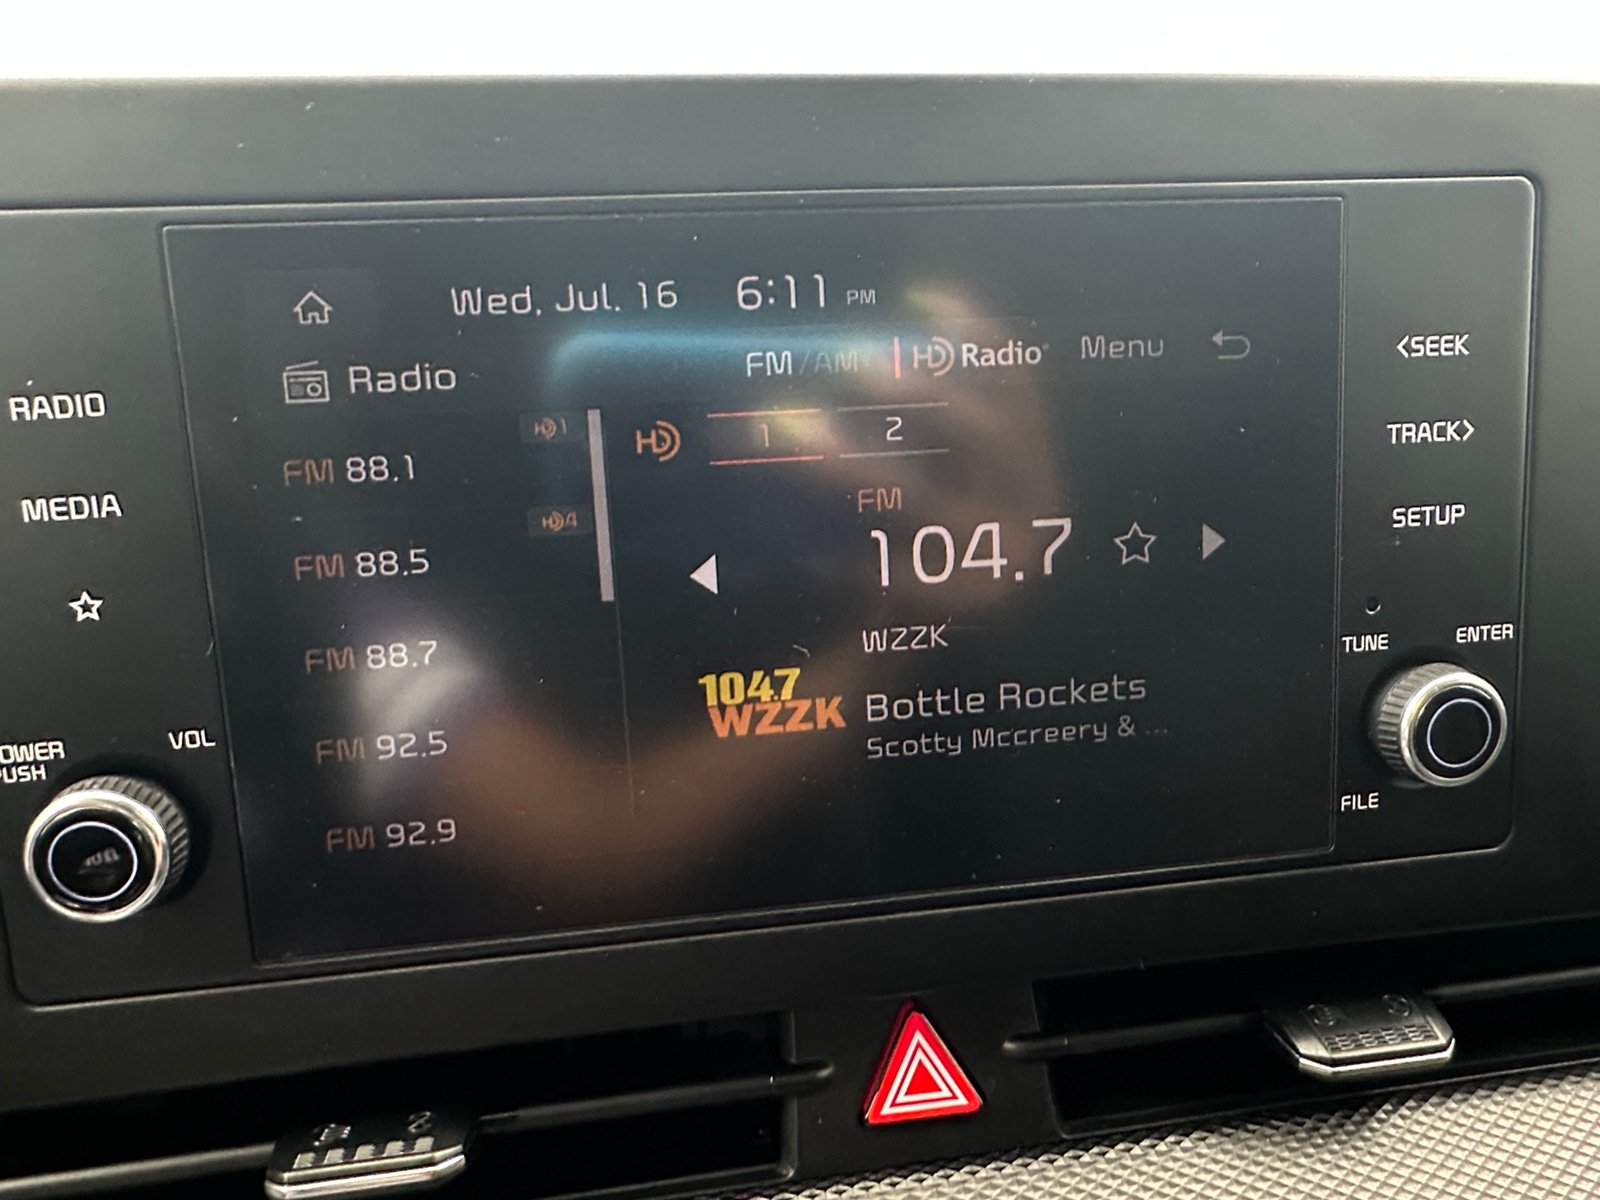 Wed, Jul. 16 6:11 PM
Radio
FM/AM HD Radio Menu
HD1
FM 88.1
HD4
FM 88.5
FM 88.7
FM 92.5
FM 92.9
HD 1 2
FM
104.7
WZZK
104.7
WZZK
Bottle Rockets
Scotty Mccreery & ...
RADIO
MEDIA
OWER
PUSH
VOL
<SEEK
TRACK>
SETUP
TUNE
ENTER
FILE